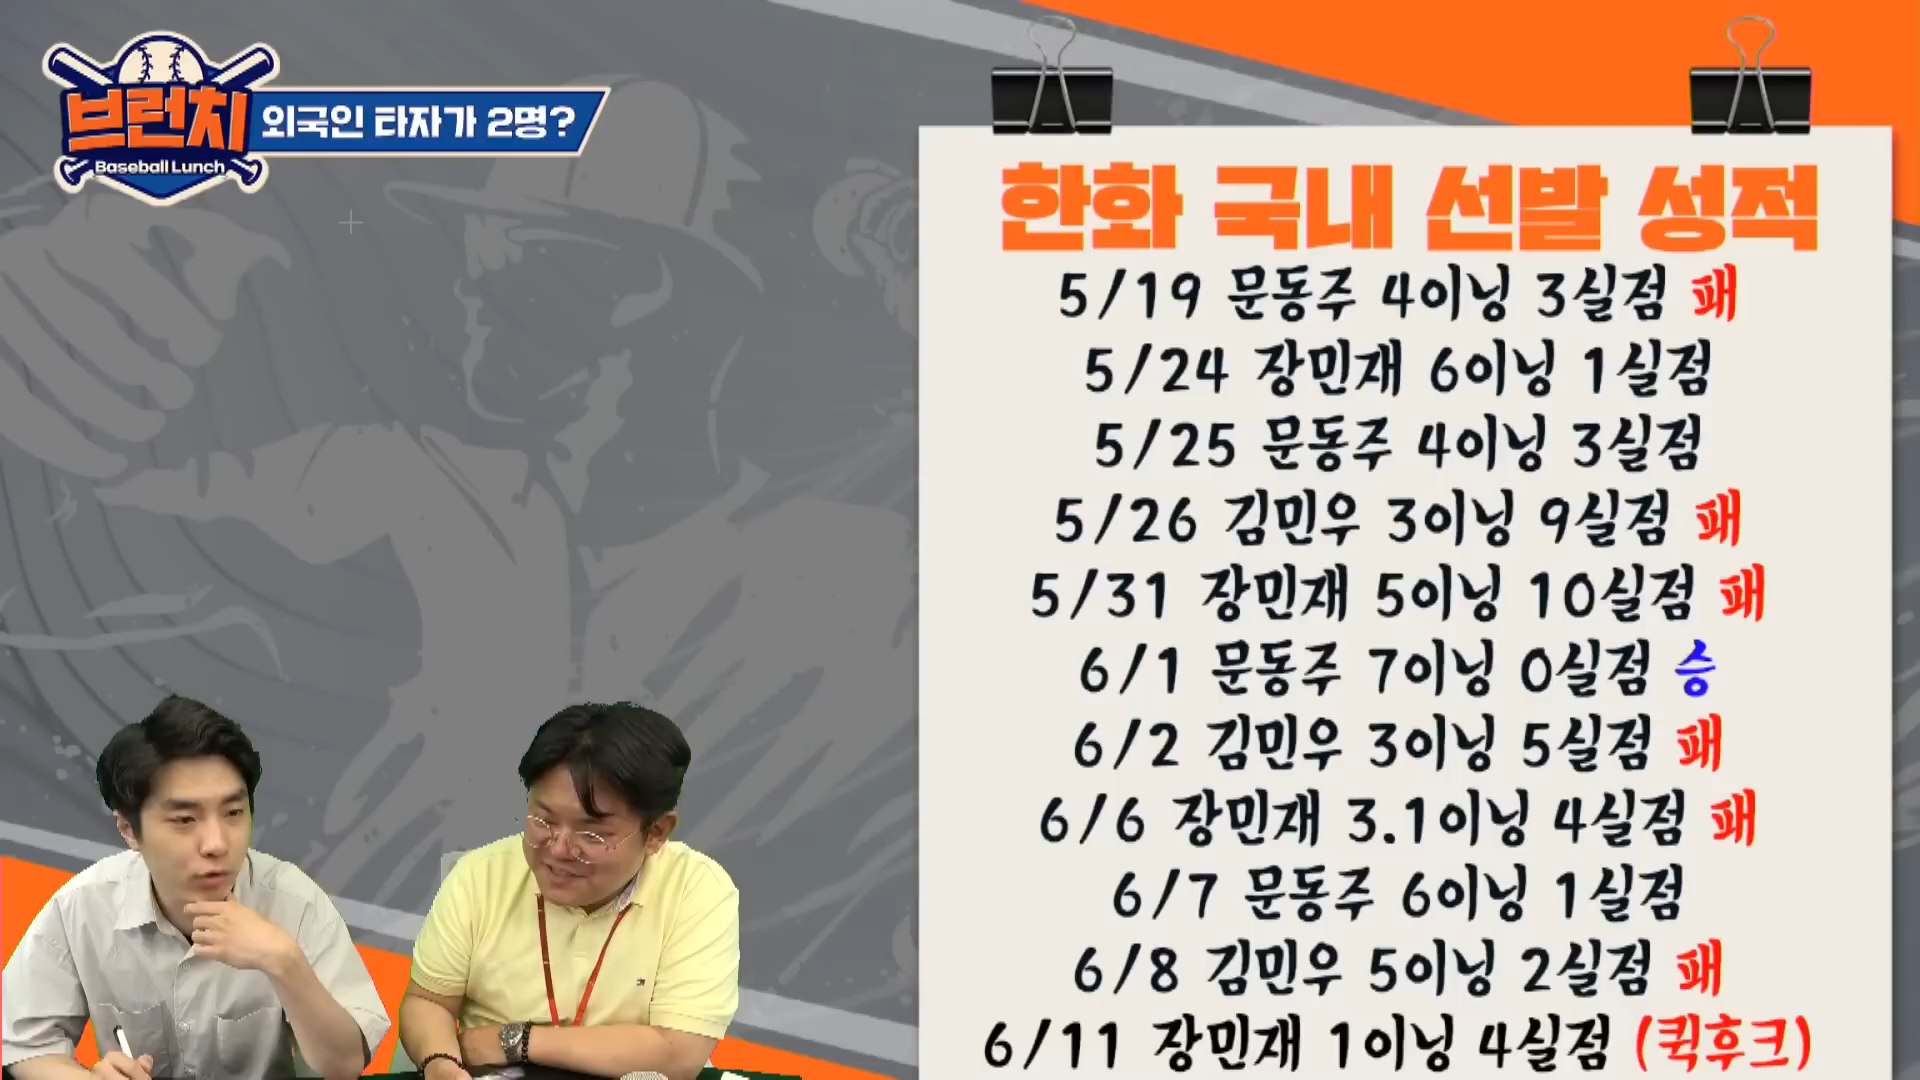 브런치
Baseball Lunch
외국인 타자가 2명?
한화 국내 선발 성적
5/19 문동주 4이닝 3실점 패
5/24 장민재 6이닝 1실점
5/25 문동주 4이닝 3실점
5/26 김민우 3이닝 9실점 패
5/31 장민재 5이닝 10실점 패
6/1 문동주 7이닝 0실점 승
6/2 김민우 3이닝 5실점 패
6/6 장민재 3.1이닝 4실점 패
6/7 문동주 6이닝 1실점
6/8 김민우 5이닝 2실점 패
6/11 장민재 1이닝 4실점 (퀵후크)